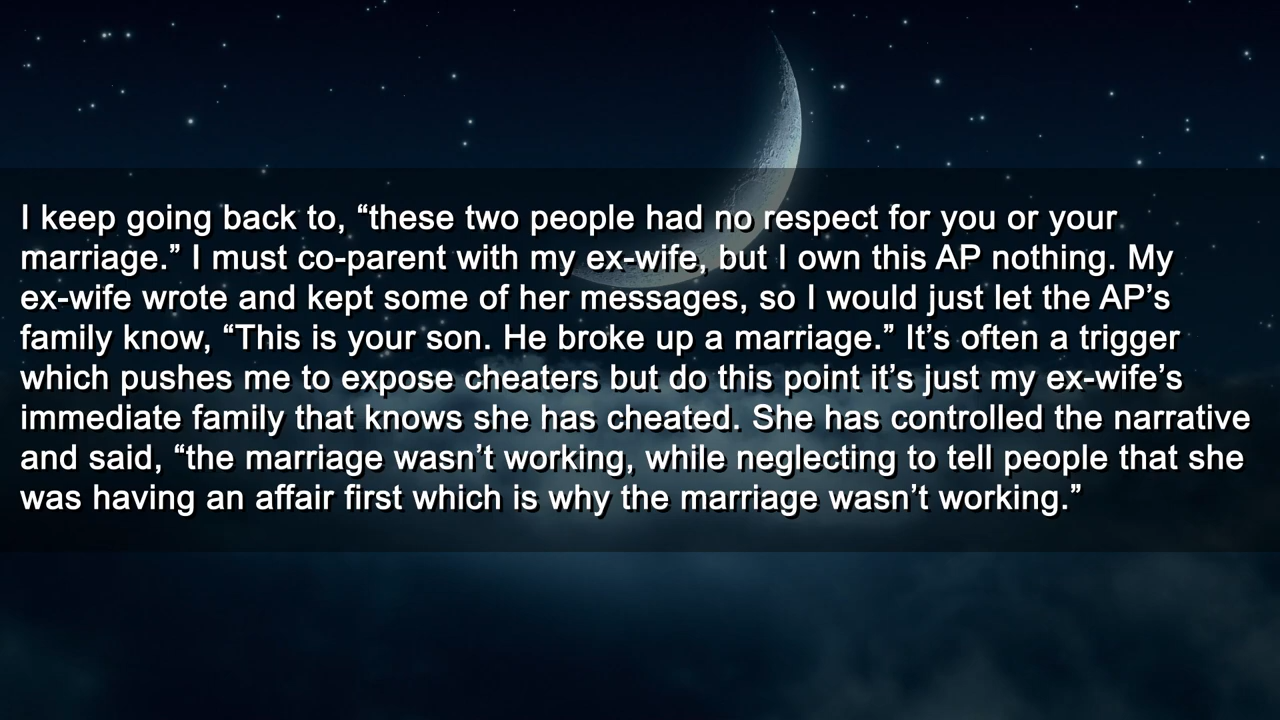 I keep going back to, “these two people had no respect for you or your
marriage.” I must co-parent with my ex-wife, but I own this AP nothing. My
ex-wife wrote and kept some of her messages, so I would just let the AP’s
family know, “This is your son. He broke up a marriage.” It’s often a trigger
which pushes me to expose cheaters but do this point it’s just my ex-wife’s
immediate family that knows she has cheated. She has controlled the narrative
and said, “the marriage wasn’t working, while neglecting to tell people that she
was having an affair first which is why the marriage wasn’t working.”